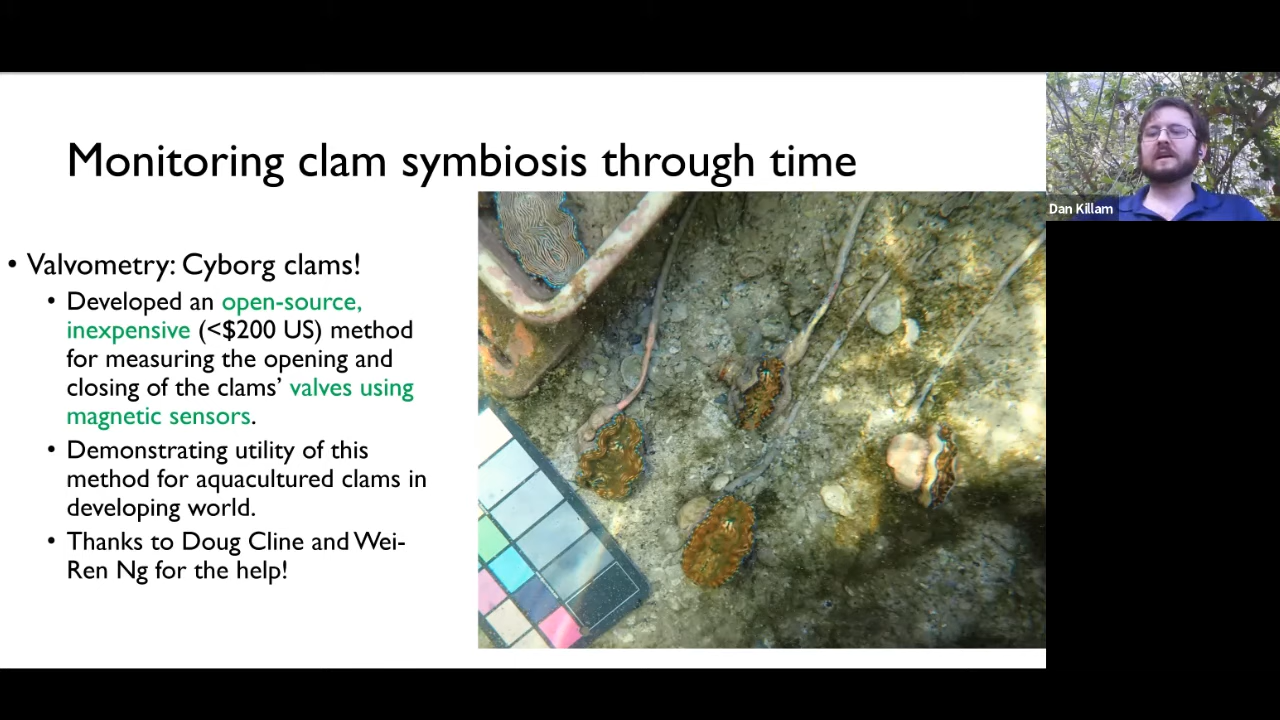 Monitoring clam symbiosis through time
Dan Killam
• Valvometry: Cyborg clams!
• Developed an open-source,
inexpensive (<$200 US) method
for measuring the opening and
closing of the clams’ valves using
magnetic sensors.
• Demonstrating utility of this
method for aquacultured clams in
developing world.
• Thanks to Doug Cline and Wei-
Ren Ng for the help!